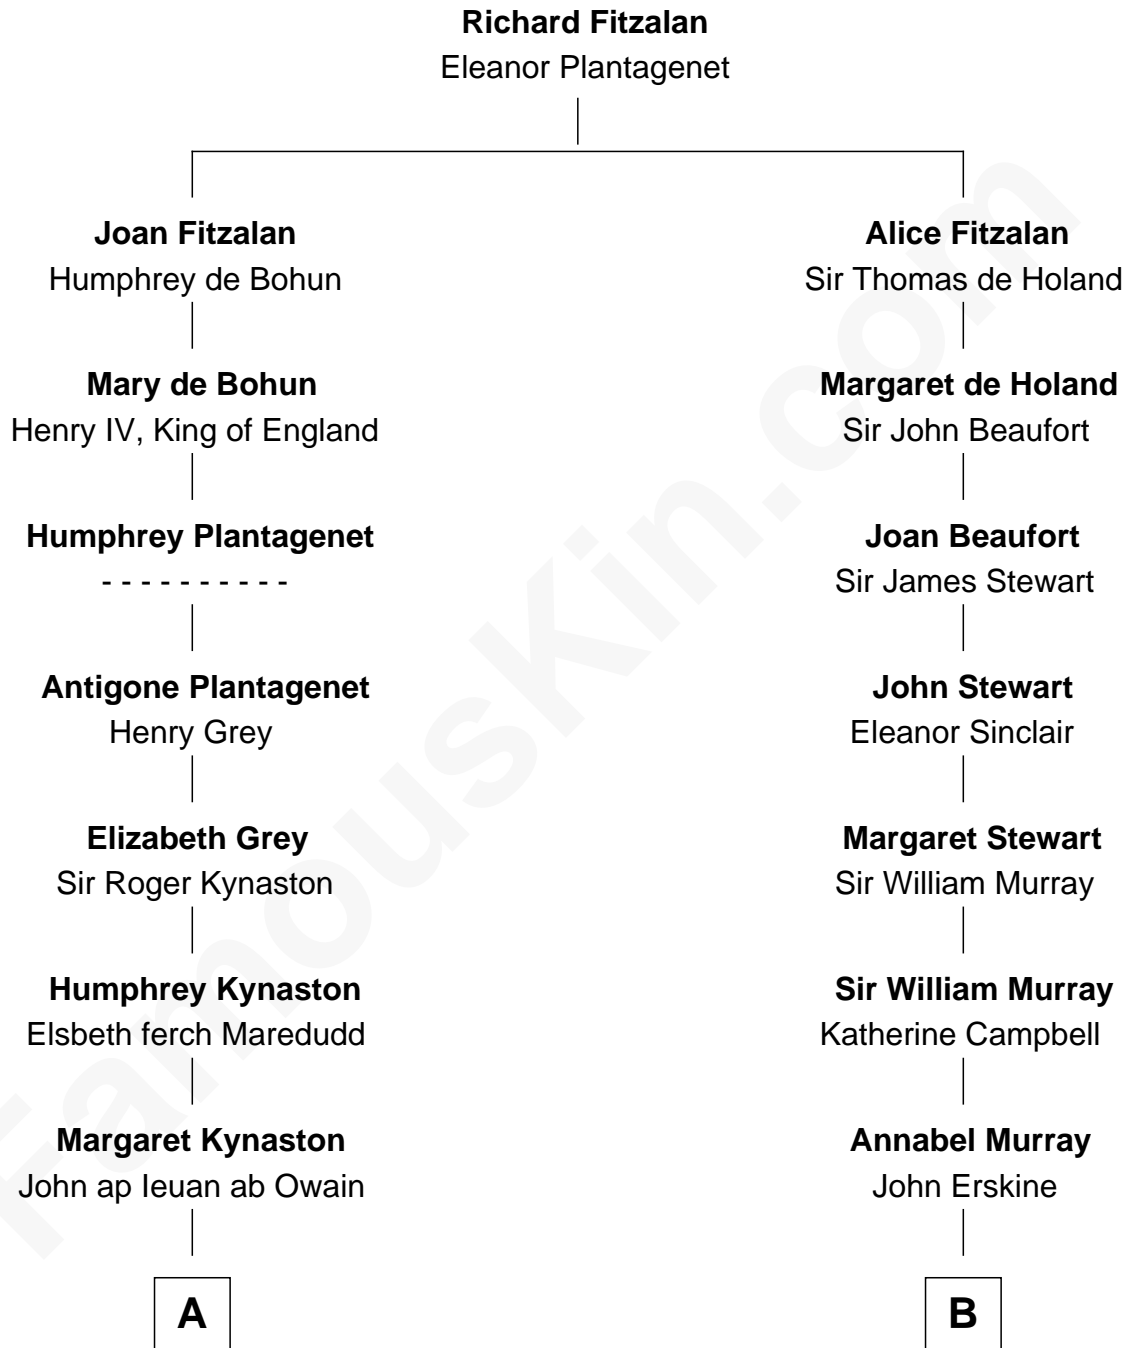 Richard Fitzalan
Eleanor Plantagenet
Joan Fitzalan
Humphrey de Bohun
Alice Fitzalan
Sir Thomas de Holand
Mary de Bohun
Henry IV, King of England
Margaret de Holand
Sir John Beaufort
Humphrey Plantagenet
- - - - - - - - - -
Joan Beaufort
Sir James Stewart
Antigone Plantagenet
Henry Grey
John Stewart
Eleanor Sinclair
Elizabeth Grey
Sir Roger Kynaston
Margaret Stewart
Sir William Murray
Humphrey Kynaston
Elsbeth ferch Maredudd
Sir William Murray
Katherine Campbell
Margaret Kynaston
John ap Ieuan ab Owain
Annabel Murray
John Erskine
A
B
FamousKin.com